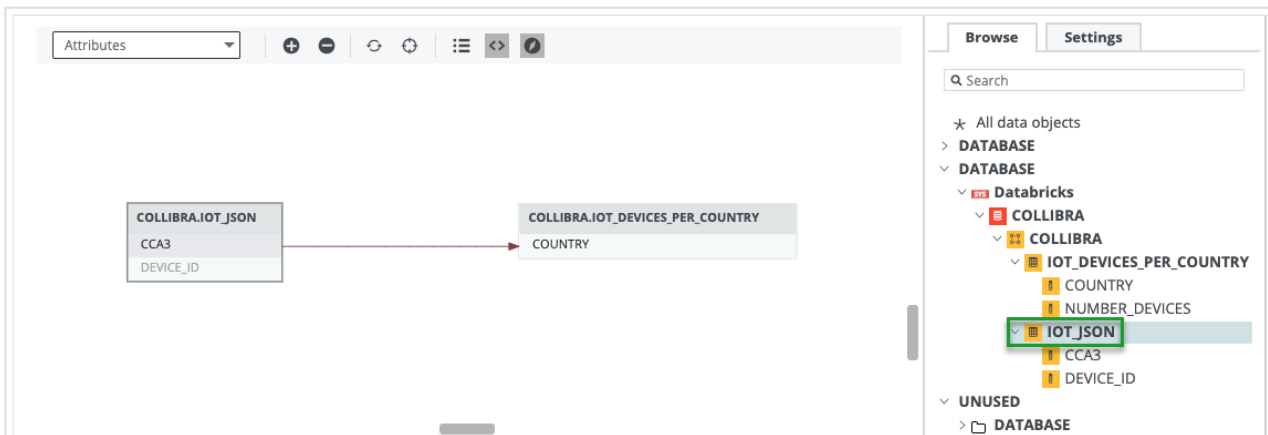 Attributes
COLLIBRA.IOT_JSON
CCA3
DEVICE_ID
COLLIBRA.IOT_DEVICES_PER_COUNTRY
COUNTRY
Browse
Settings
Search
All data objects
DATABASE
DATABASE
SYS Databricks
COLLIBRA
COLLIBRA
IOT_DEVICES_PER_COUNTRY
COUNTRY
NUMBER_DEVICES
IOT_JSON
CCA3
DEVICE_ID
UNUSED
DATABASE